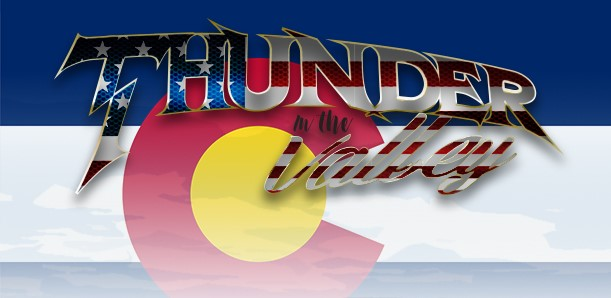 THUNDER
in the
Valley